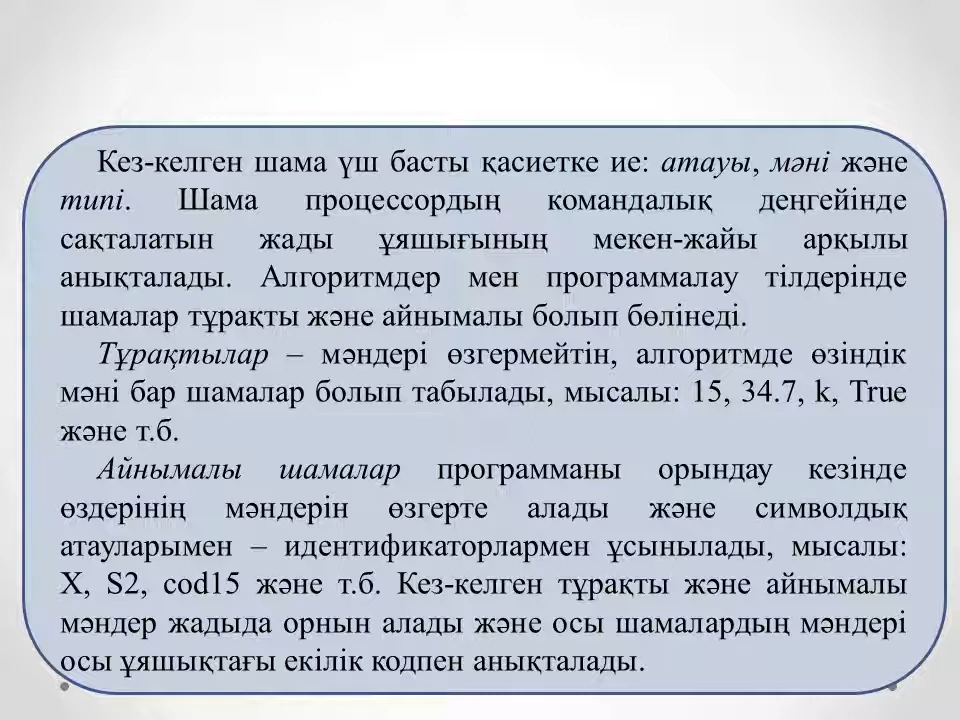 Кез-келген шама үш басты қасиетке ие: атауы, мәні және
типі. Шама процессордың командалық деңгейінде
сақталатын жады ұяшығының мекен-жайы арқылы
анықталады. Алгоритмдер мен программалау тілдерінде
шамалар тұрақты және айнымалы болып бөлінеді.
Тұрақтылар – мәндері өзгермейтін, алгоритмде өзіндік
мәні бар шамалар болып табылады, мысалы: 15, 34.7, k, True
және т.б.
Айнымалы шамалар программаны орындау кезінде
өздерінің мәндерін өзгерте алады және символдық
атауларымен – идентификаторлармен ұсынылады, мысалы:
X, S2, cod15 және т.б. Кез-келген тұрақты және айнымалы
мәндер жадыда орнын алады және осы шамалардың мәндері
осы ұяшықтағы екілік кодпен анықталады.